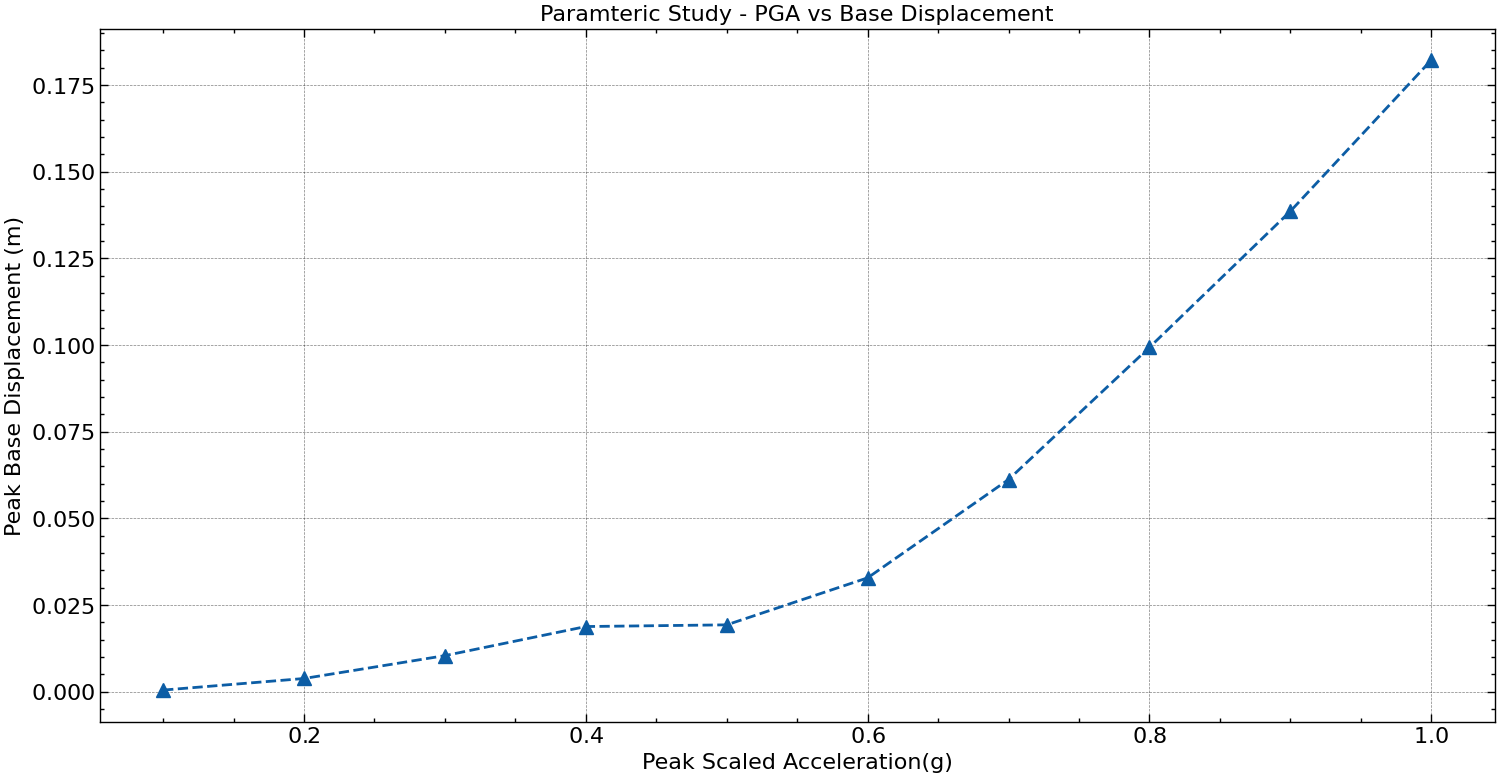 Paramteric Study - PGA vs Base Displacement
Peak Base Displacement (m)
0.175
0.150
0.125
0.100
0.075
0.050
0.025
0.000
0.2 0.4 0.6 0.8 1.0
Peak Scaled Acceleration(g)